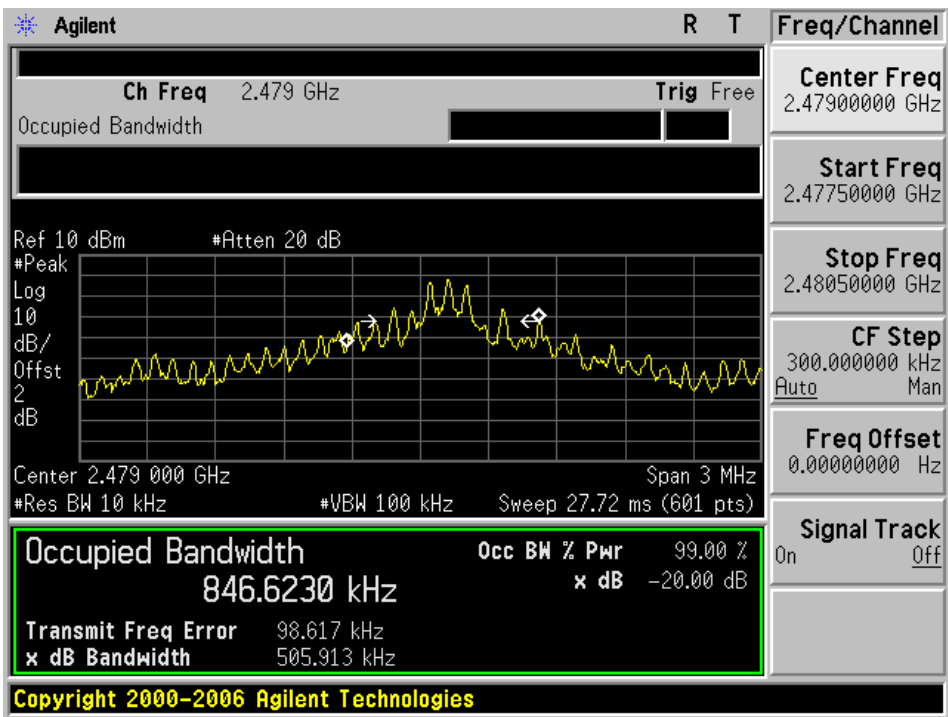 Agilent R T Freq/Channel
Ch Freq 2.479 GHz Trig Free
Occupied Bandwidth
Center Freq
2.47900000 GHz
Start Freq
2.47750000 GHz
Stop Freq
2.48050000 GHz
CF Step
300.000000 kHz
Auto Man
Freq Offset
0.00000000 Hz
Signal Track
On Off
Ref 10 dBm #Atten 20 dB
#Peak
Log
10
dB/
Offst
2
dB
Center 2.479 000 GHz Span 3 MHz
#Res BW 10 kHz #VBW 100 kHz Sweep 27.72 ms (601 pts)
Occupied Bandwidth Occ BW % Pwr 99.00 %
846.6230 kHz x dB -20.00 dB
Transmit Freq Error 98.617 kHz
x dB Bandwidth 505.913 kHz
Copyright 2000-2006 Agilent Technologies